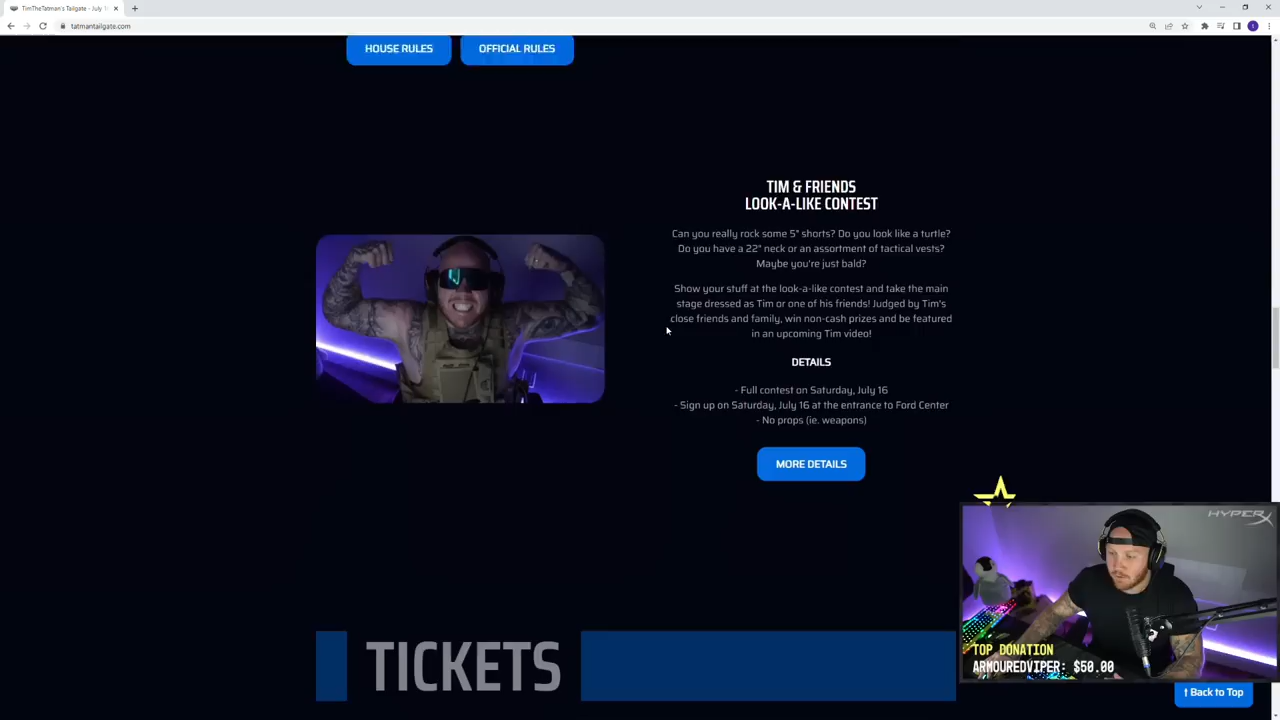 TimTheTatman's Tailgate - July 1
tatmantailgate.com
HOUSE RULES
OFFICIAL RULES
TIM & FRIENDS
LOOK-A-LIKE CONTEST
Can you really rock some 5" shorts? Do you look like a turtle?
Do you have a 22" neck or an assortment of tactical vests?
Maybe you're just bald?
Show your stuff at the look-a-like contest and take the main
stage dressed as Tim or one of his friends! Judged by Tim's
close friends and family, win non-cash prizes and be featured
in an upcoming Tim video!
DETAILS
- Full contest on Saturday, July 16
- Sign up on Saturday, July 16 at the entrance to Ford Center
- No props (ie. weapons)
MORE DETAILS
HYPERX
TOP DONATION
ARMOUREDVIPER: $50.00
TICKETS
↑ Back to Top